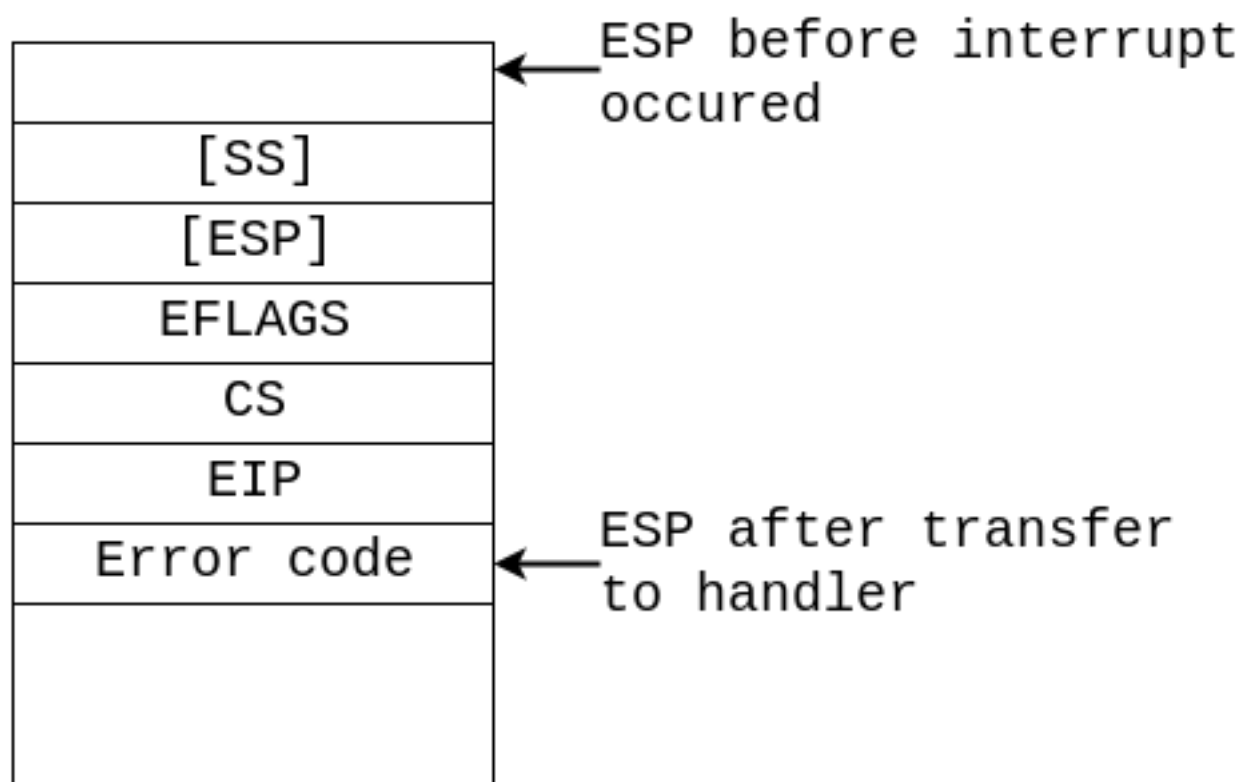 ESP before interrupt
occured
[SS]
[ESP]
EFLAGS
CS
EIP
Error code
ESP after transfer
to handler